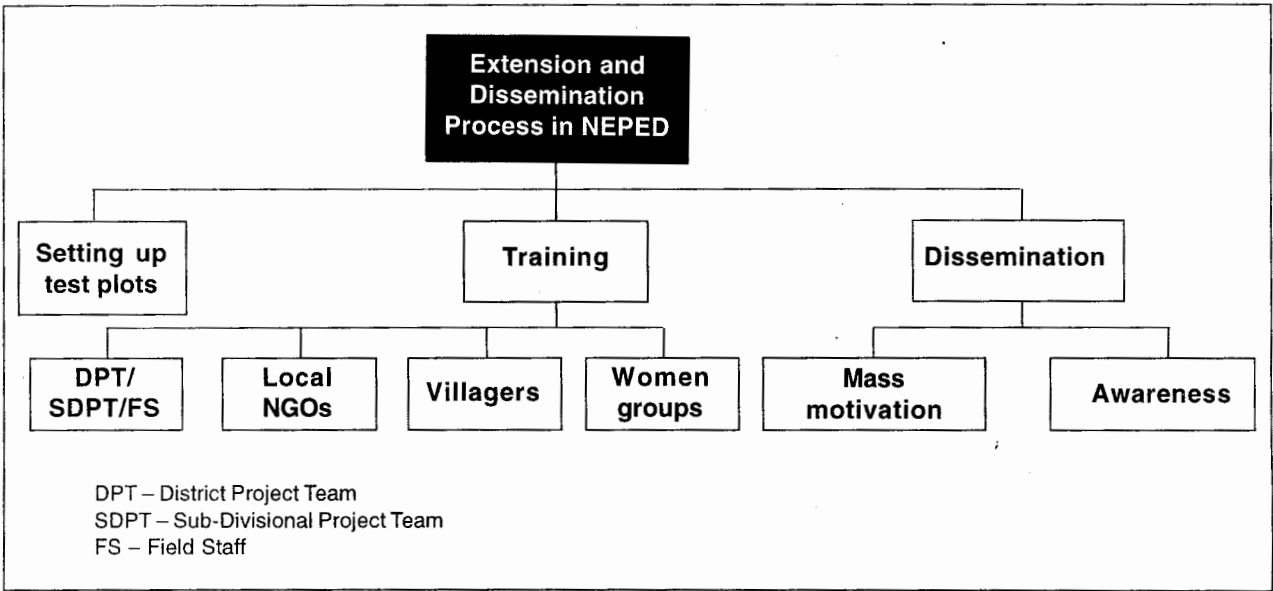 Extension and
Dissemination
Process in NEPED
Setting up
test plots
Training
Dissemination
DPT/
SDPT/FS
Local
NGOs
Villagers
Women
groups
Mass
motivation
Awareness
DPT – District Project Team
SDPT – Sub-Divisional Project Team
FS – Field Staff